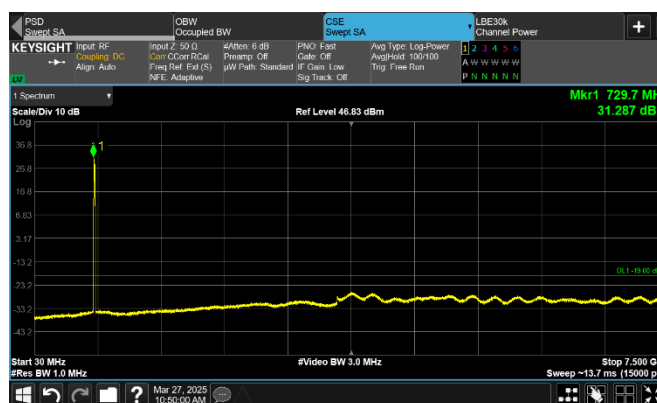 PSD
Swept SA
OBW
Occupied BW
CSE
Swept SA
LBE30k
Channel Power
KEYSIGHT
Input: RF
Coupling: DC
Align: Auto
Input Z: 50 Ω
Corr CCorr RCal
Freq Ref: Ext (S)
NFE: Adaptive
#Atten: 6 dB
Preamp: Off
µW Path: Standard
PNO: Fast
Gate: Off
IF Gain: Low
Sig Track: Off
Avg Type: Log-Power
Avg|Hold: 100/100
Trig: Free Run
1 2 3 4 5 6
A W W W W W
P N N N N N
LXI
1 Spectrum
Mkr1 729.7 MH
31.287 dB
Scale/Div 10 dB
Ref Level 46.83 dBm
Log
36.8
1
26.8
16.8
6.83
-3.17
-13.2
DL1 -19.00 d
-23.2
-33.2
-43.2
Start 30 MHz
#Video BW 3.0 MHz
Stop 7.500 G
#Res BW 1.0 MHz
Sweep ~13.7 ms (15000 p
?
Mar 27, 2025
10:50:00 AM